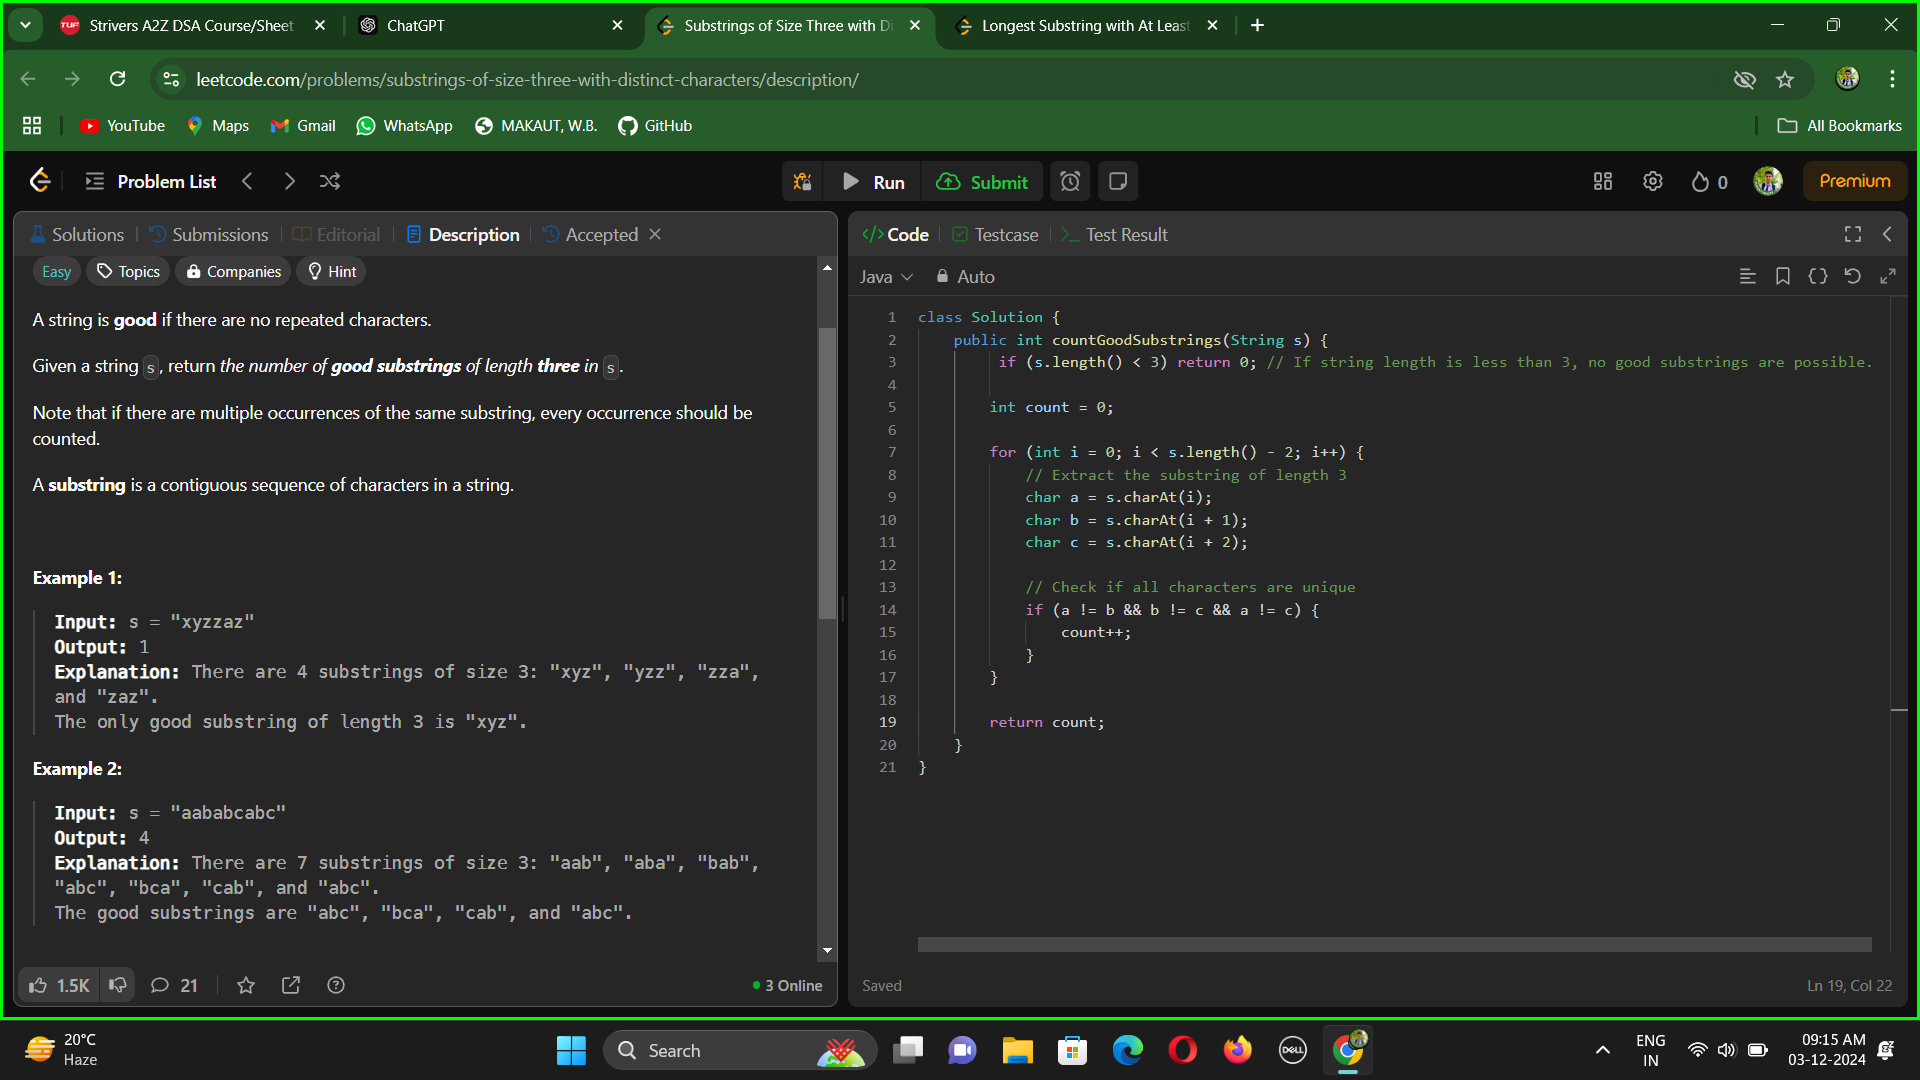 Strivers A2Z DSA Course/Sheet
ChatGPT
Substrings of Size Three with Di
Longest Substring with At Least
leetcode.com/problems/substrings-of-size-three-with-distinct-characters/description/
YouTube
Maps
Gmail
WhatsApp
MAKAUT, W.B.
GitHub
All Bookmarks
Problem List
Run
Submit
0
Premium
Solutions
Submissions
Editorial
Description
Accepted
Easy
Topics
Companies
Hint
A string is good if there are no repeated characters.
Given a string s, return the number of good substrings of length three in s.
Note that if there are multiple occurrences of the same substring, every occurrence should be
counted.
A substring is a contiguous sequence of characters in a string.
Example 1:
Input: s = "xyzzaz"
Output: 1
Explanation: There are 4 substrings of size 3: "xyz", "yzz", "zza",
and "zaz".
The only good substring of length 3 is "xyz".
Example 2:
Input: s = "aababcabc"
Output: 4
Explanation: There are 7 substrings of size 3: "aab", "aba", "bab",
"abc", "bca", "cab", and "abc".
The good substrings are "abc", "bca", "cab", and "abc".
1.5K
21
3 Online
Code
Testcase
Test Result
Java
Auto
1 class Solution {
2 public int countGoodSubstrings(String s) {
3 if (s.length() < 3) return 0; // If string length is less than 3, no good substrings are possible.
4
5 int count = 0;
6
7 for (int i = 0; i < s.length() - 2; i++) {
8 // Extract the substring of length 3
9 char a = s.charAt(i);
10 char b = s.charAt(i + 1);
11 char c = s.charAt(i + 2);
12
13 // Check if all characters are unique
14 if (a != b && b != c && a != c) {
15 count++;
16 }
17 }
18
19 return count;
20 }
21 }
Saved
Ln 19, Col 22
20°C
Haze
Search
DELL
ENG
IN
09:15 AM
03-12-2024